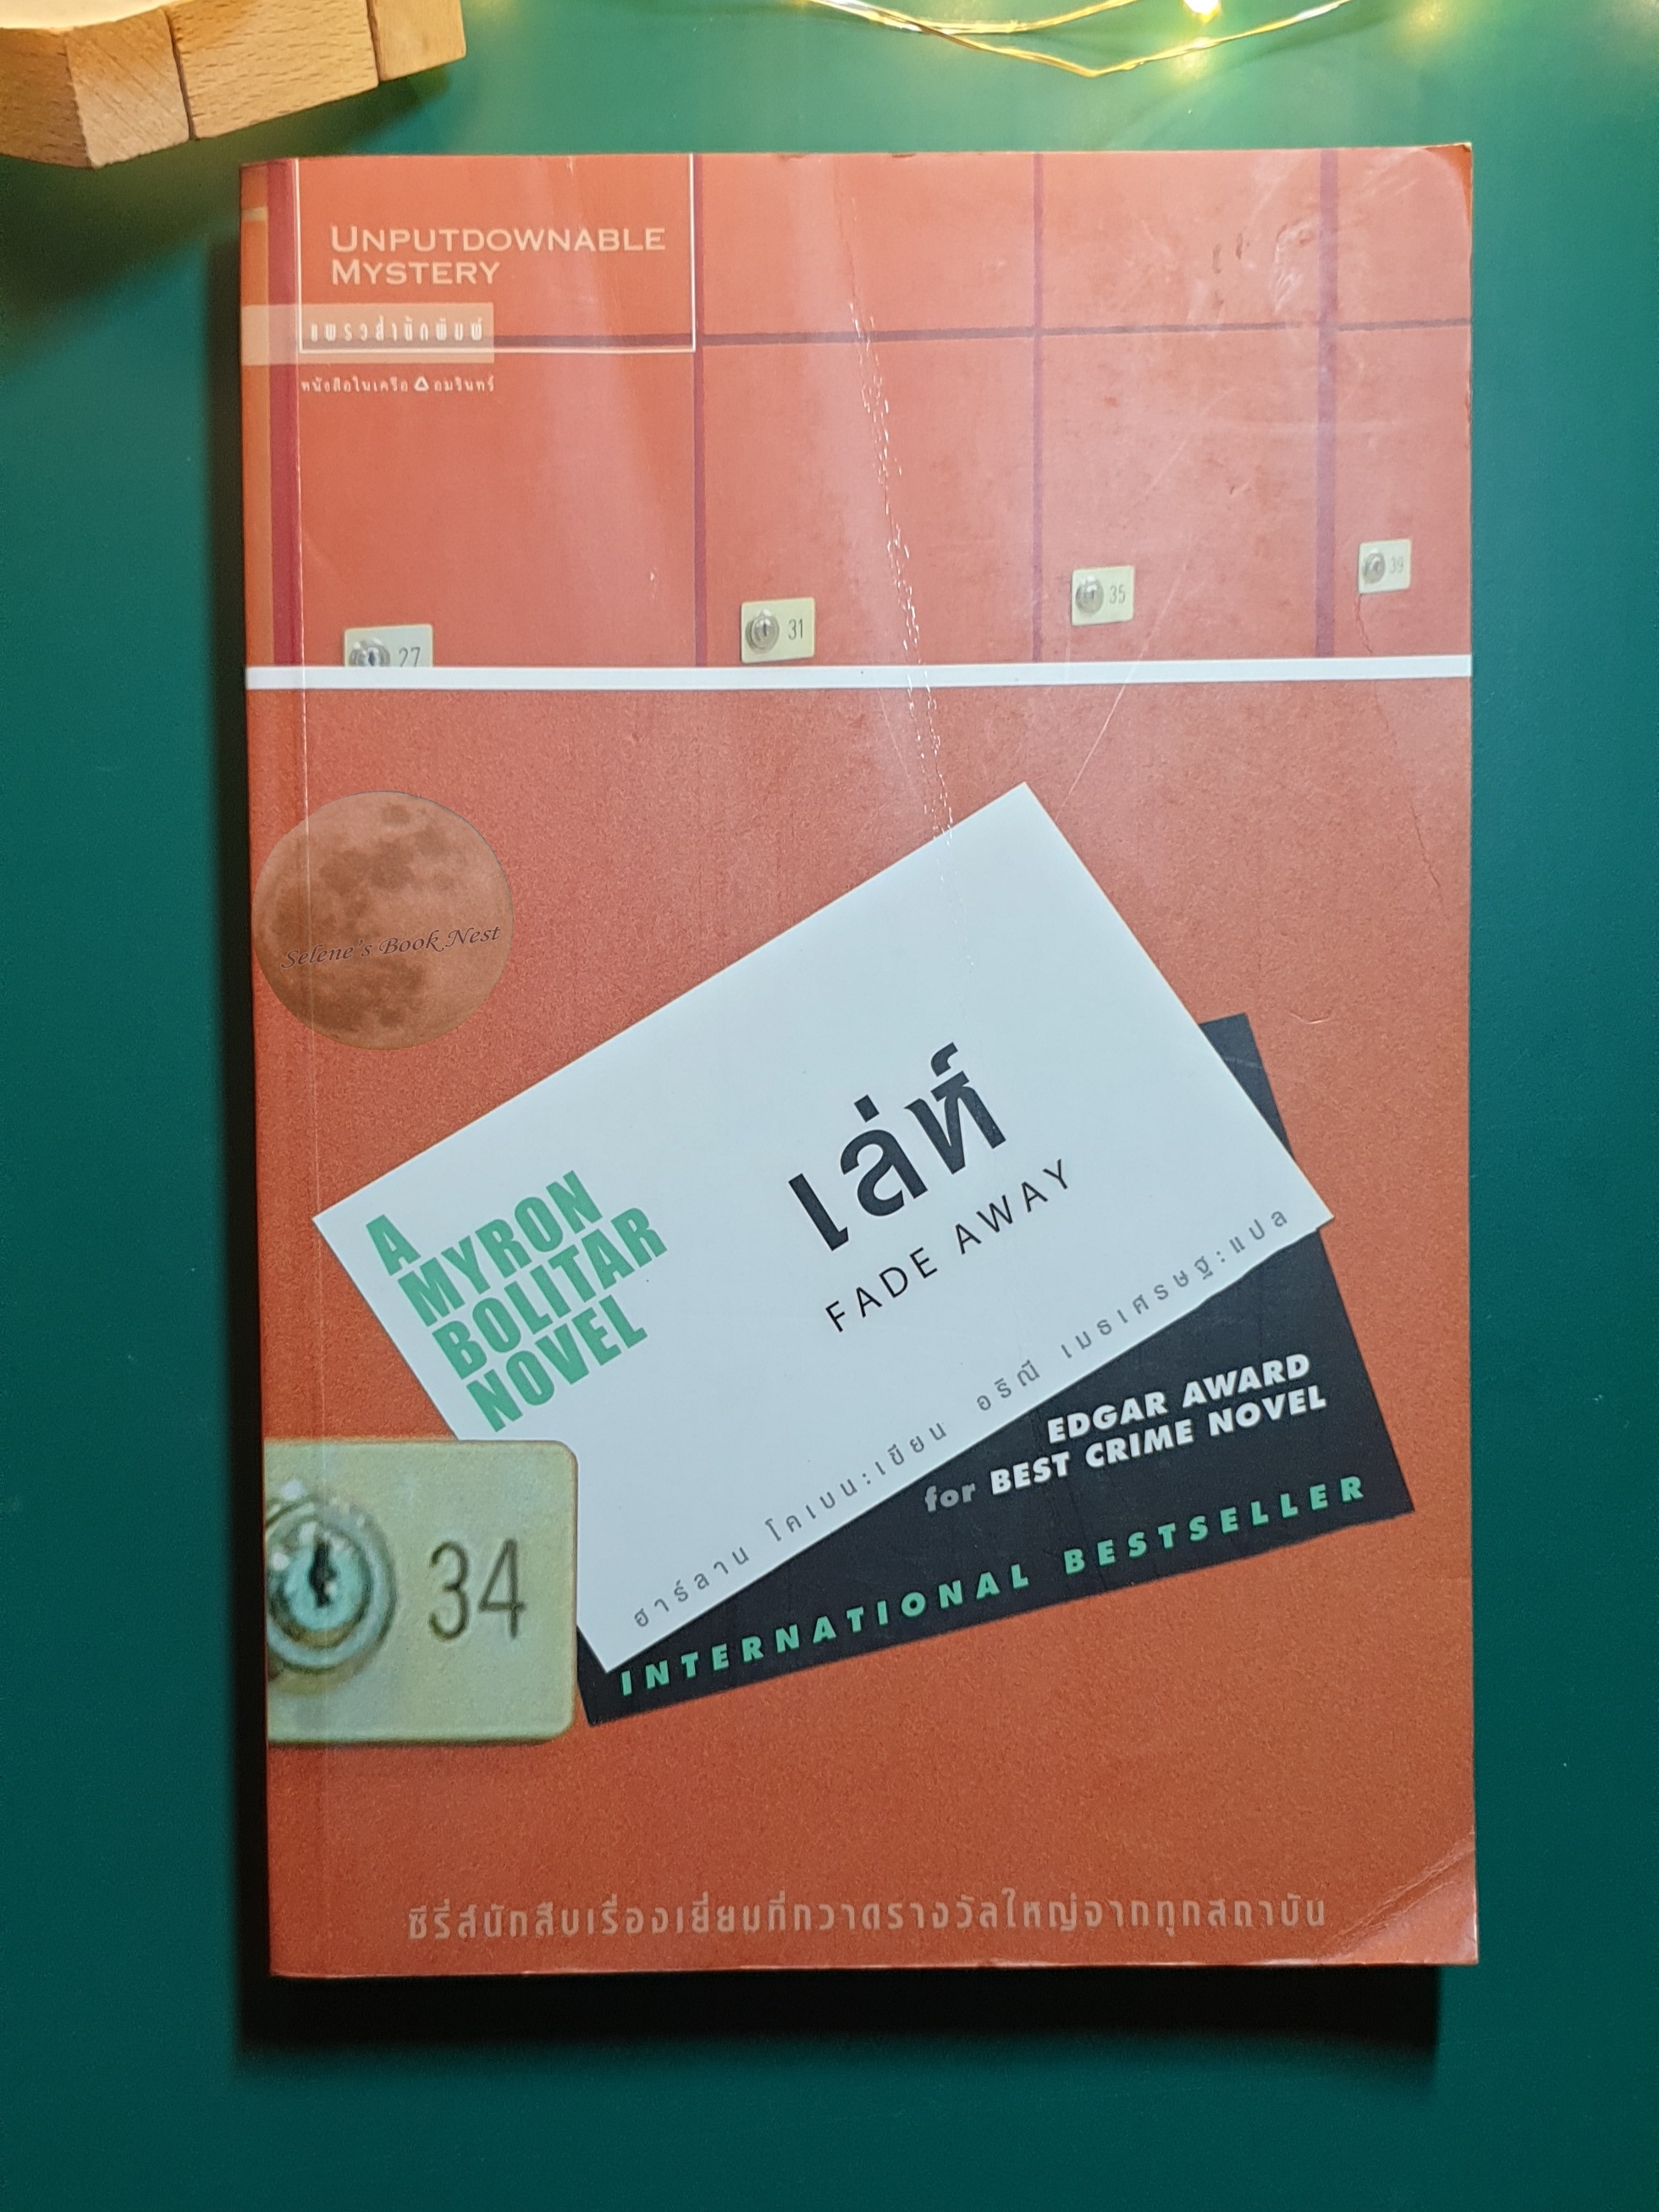 UNPUTDOWNABLE
MYSTERY
แพรวสำนักพิมพ์
หนังสือในเครือ อมรินทร์
27
31
35
39
Selene's Book Nest
เล่ห์
FADE AWAY
A
MYRON
BOLITAR
NOVEL
ฮาร์ลาน โคเบน:เขียน อริณี เมธเศรษฐ:แปล
EDGAR AWARD
for BEST CRIME NOVEL
INTERNATIONAL BESTSELLER
34
ซีรี่ส์นักสืบเรื่องเยี่ยมที่กวาดรางวัลใหญ่จากทุกสถาบัน